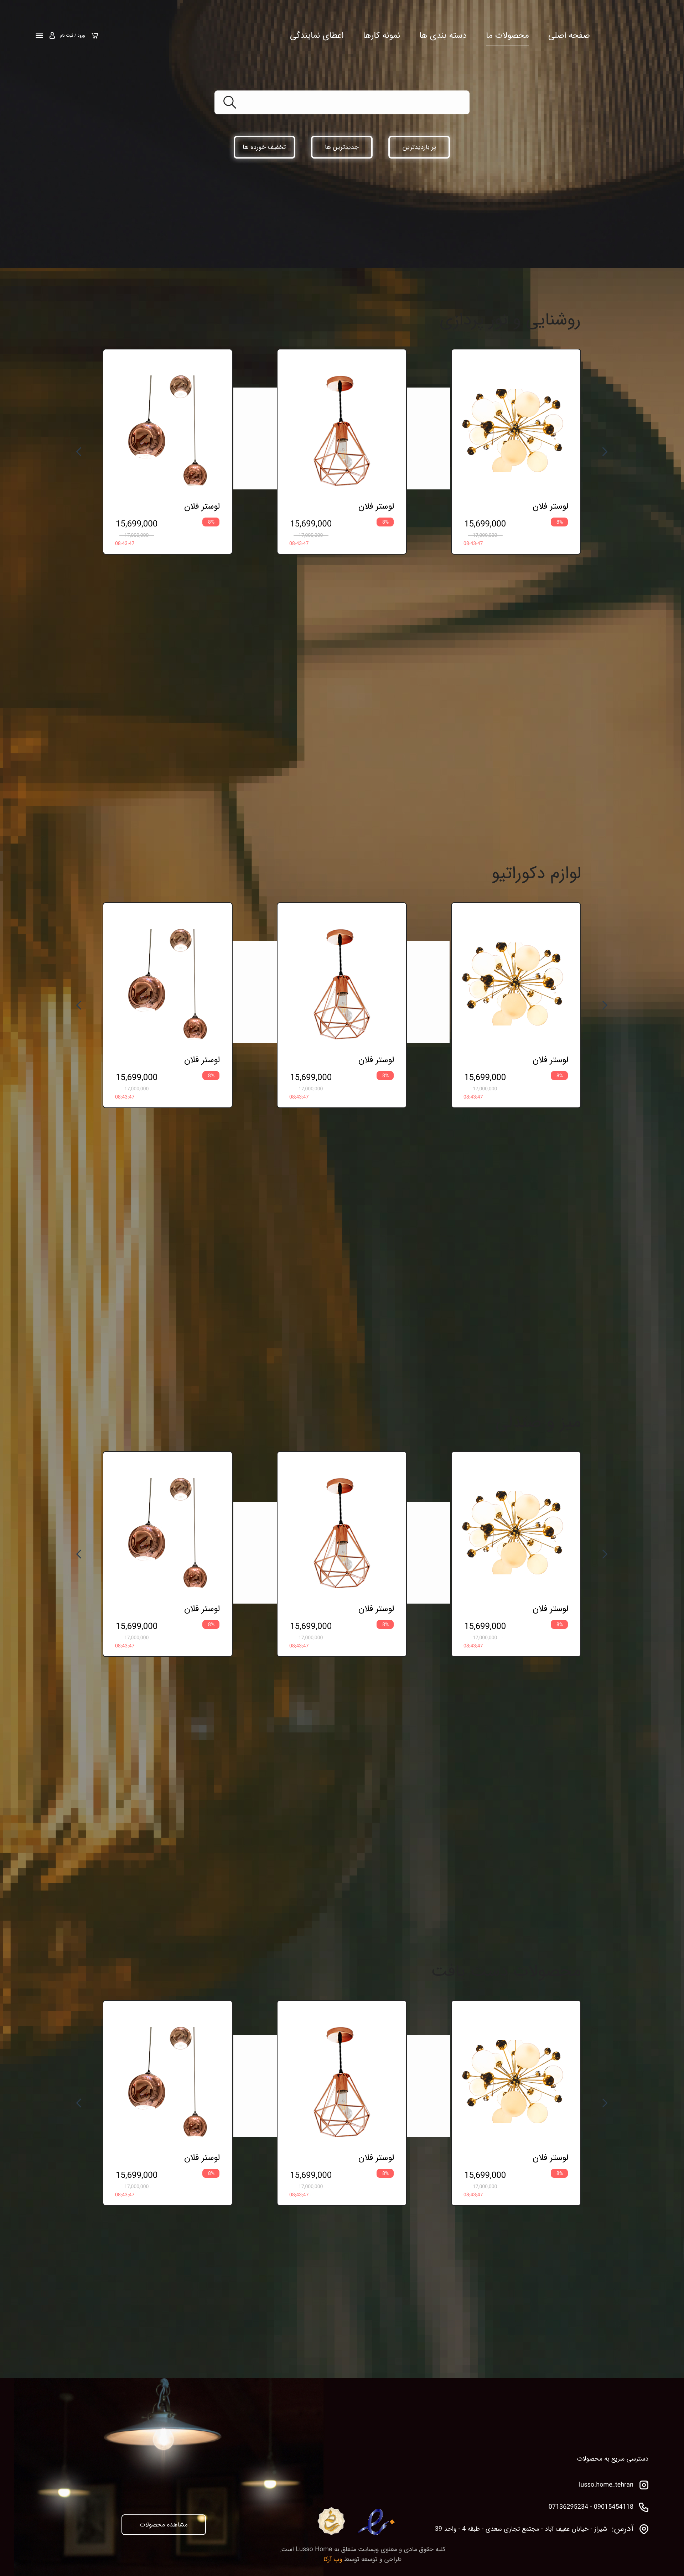 صفحه اصلی
محصولات ما
دسته بندی ها
نمونه کارها
اعطای نمایندگی
ورود / ثبت نام
پر بازدیدترین
جدیدترین ها
تخفیف خورده ها
روشنایی
لوستر فلان
8%
15,699,000
17,000,000
08:43:47
لوستر فلان
8%
15,699,000
17,000,000
08:43:47
لوستر فلان
8%
15,699,000
17,000,000
08:43:47
لوازم دکوراتیو
لوستر فلان
8%
15,699,000
17,000,000
08:43:47
لوستر فلان
8%
15,699,000
17,000,000
08:43:47
لوستر فلان
8%
15,699,000
17,000,000
08:43:47
لوستر فلان
8%
15,699,000
17,000,000
08:43:47
لوستر فلان
8%
15,699,000
17,000,000
08:43:47
لوستر فلان
8%
15,699,000
17,000,000
08:43:47
لوستر فلان
8%
15,699,000
17,000,000
08:43:47
لوستر فلان
8%
15,699,000
17,000,000
08:43:47
لوستر فلان
8%
15,699,000
17,000,000
08:43:47
دسترسی سریع به محصولات
lusso.home_tehran
07136295234 - 09015454118
آدرس: شیراز - خیابان عفیف آباد - مجتمع تجاری سعدی - طبقه 4 - واحد 39
مشاهده محصولات
کلیه حقوق مادی و معنوی وبسایت متعلق به Lusso Home است.
طراحی و توسعه توسط وب آرکا